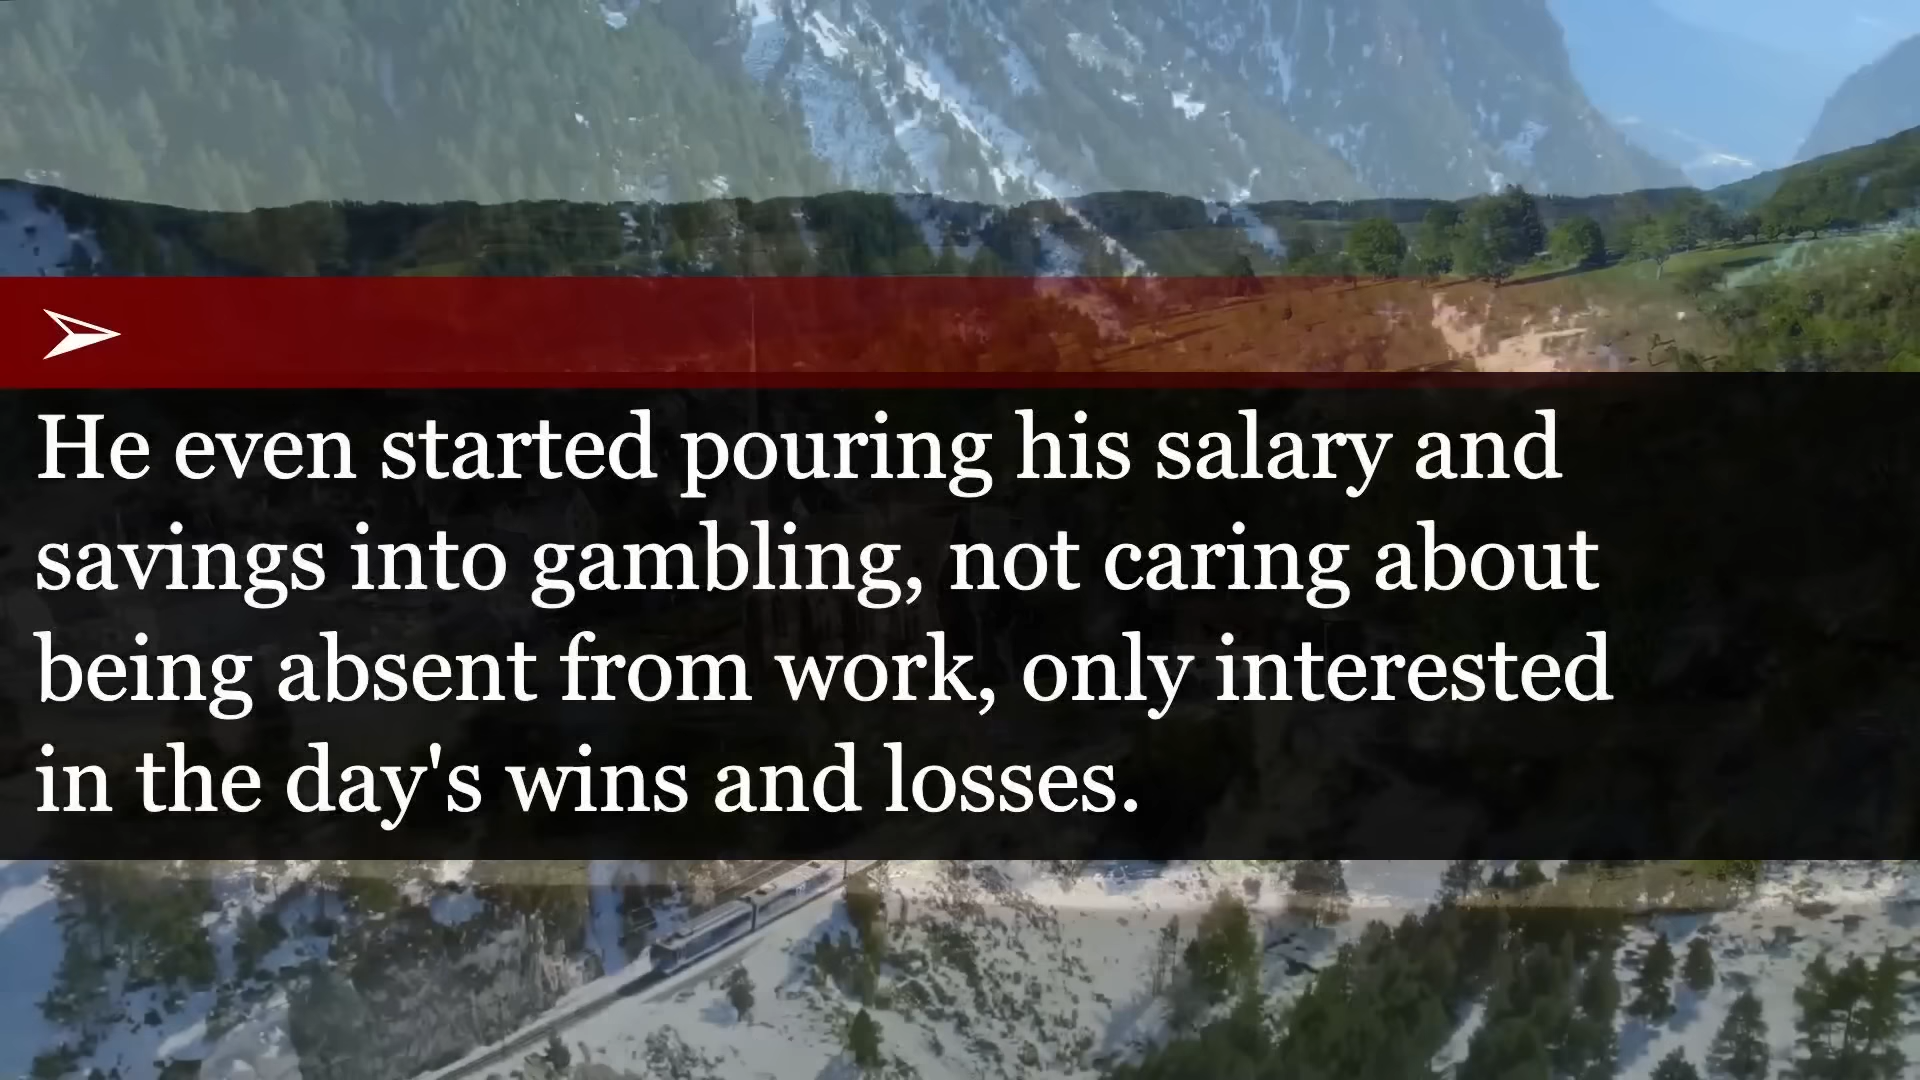 He even started pouring his salary and
savings into gambling, not caring about
being absent from work, only interested
in the day's wins and losses.